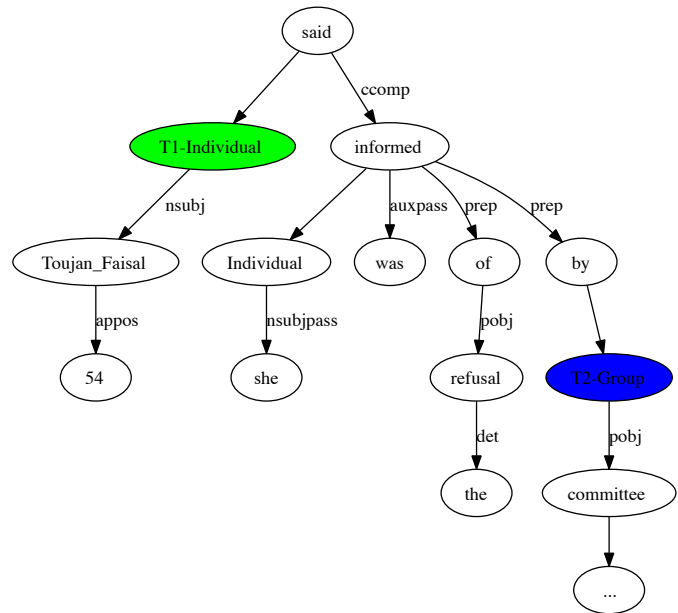 said
ccomp
T1-Individual
informed
nsubj
auxpass
prep
prep
Toujan_Faisal
Individual
was
of
by
appos
nsubjpass
pobj
54
she
refusal
T2-Group
det
pobj
the
committee
...